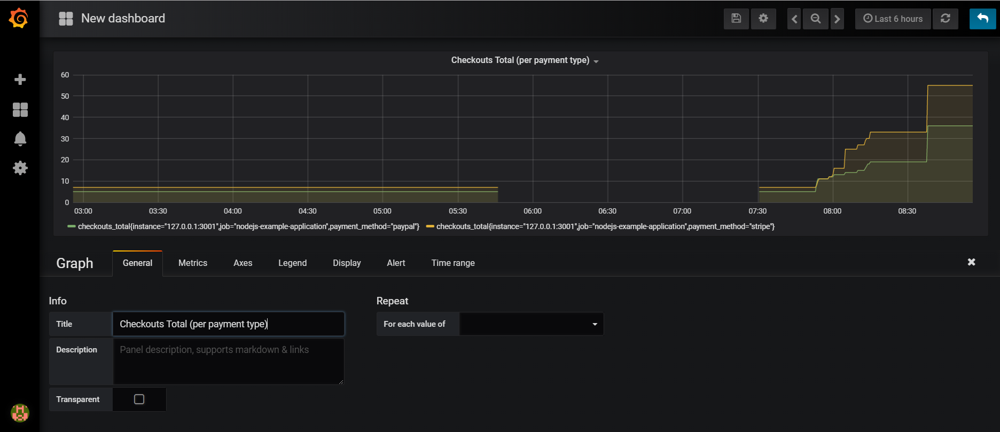 New dashboard
Last 6 hours
Checkouts Total (per payment type)
60
50
40
30
20
10
0
03:00 03:30 04:00 04:30 05:00 05:30 06:00 06:30 07:00 07:30 08:00 08:30
checkouts_total{instance="127.0.0.1:3001",job="nodejs-example-application",payment_method="paypal"} checkouts_total{instance="127.0.0.1:3001",job="nodejs-example-application",payment_method="stripe"}
Graph General Metrics Axes Legend Display Alert Time range
Info Repeat
Title Checkouts Total (per payment type) For each value of
Description Panel description, supports markdown & links
Transparent